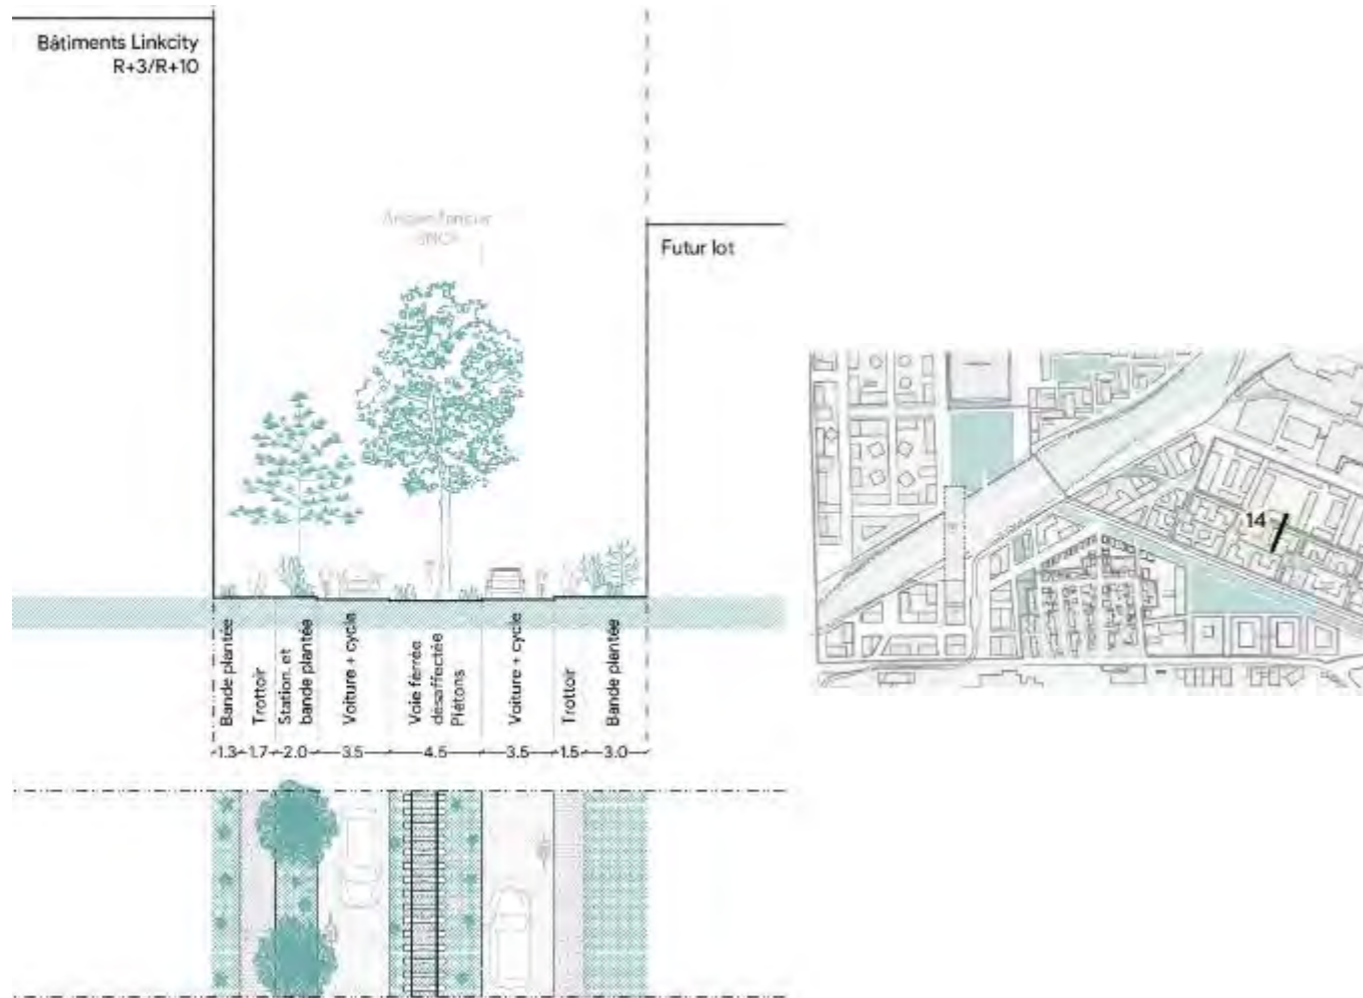 Bâtiments Linkcity
R+3/R+10
Futur lot
14
Bande plantée
Trottoir
Station. et
bande plantée
Voiture + cycle
Voie ferrée
désaffectée
Piétons
Voiture + cycle
Trottoir
Bande plantée
1.3 1.7 2.0 3.5 4.5 3.5 1.5 3.0